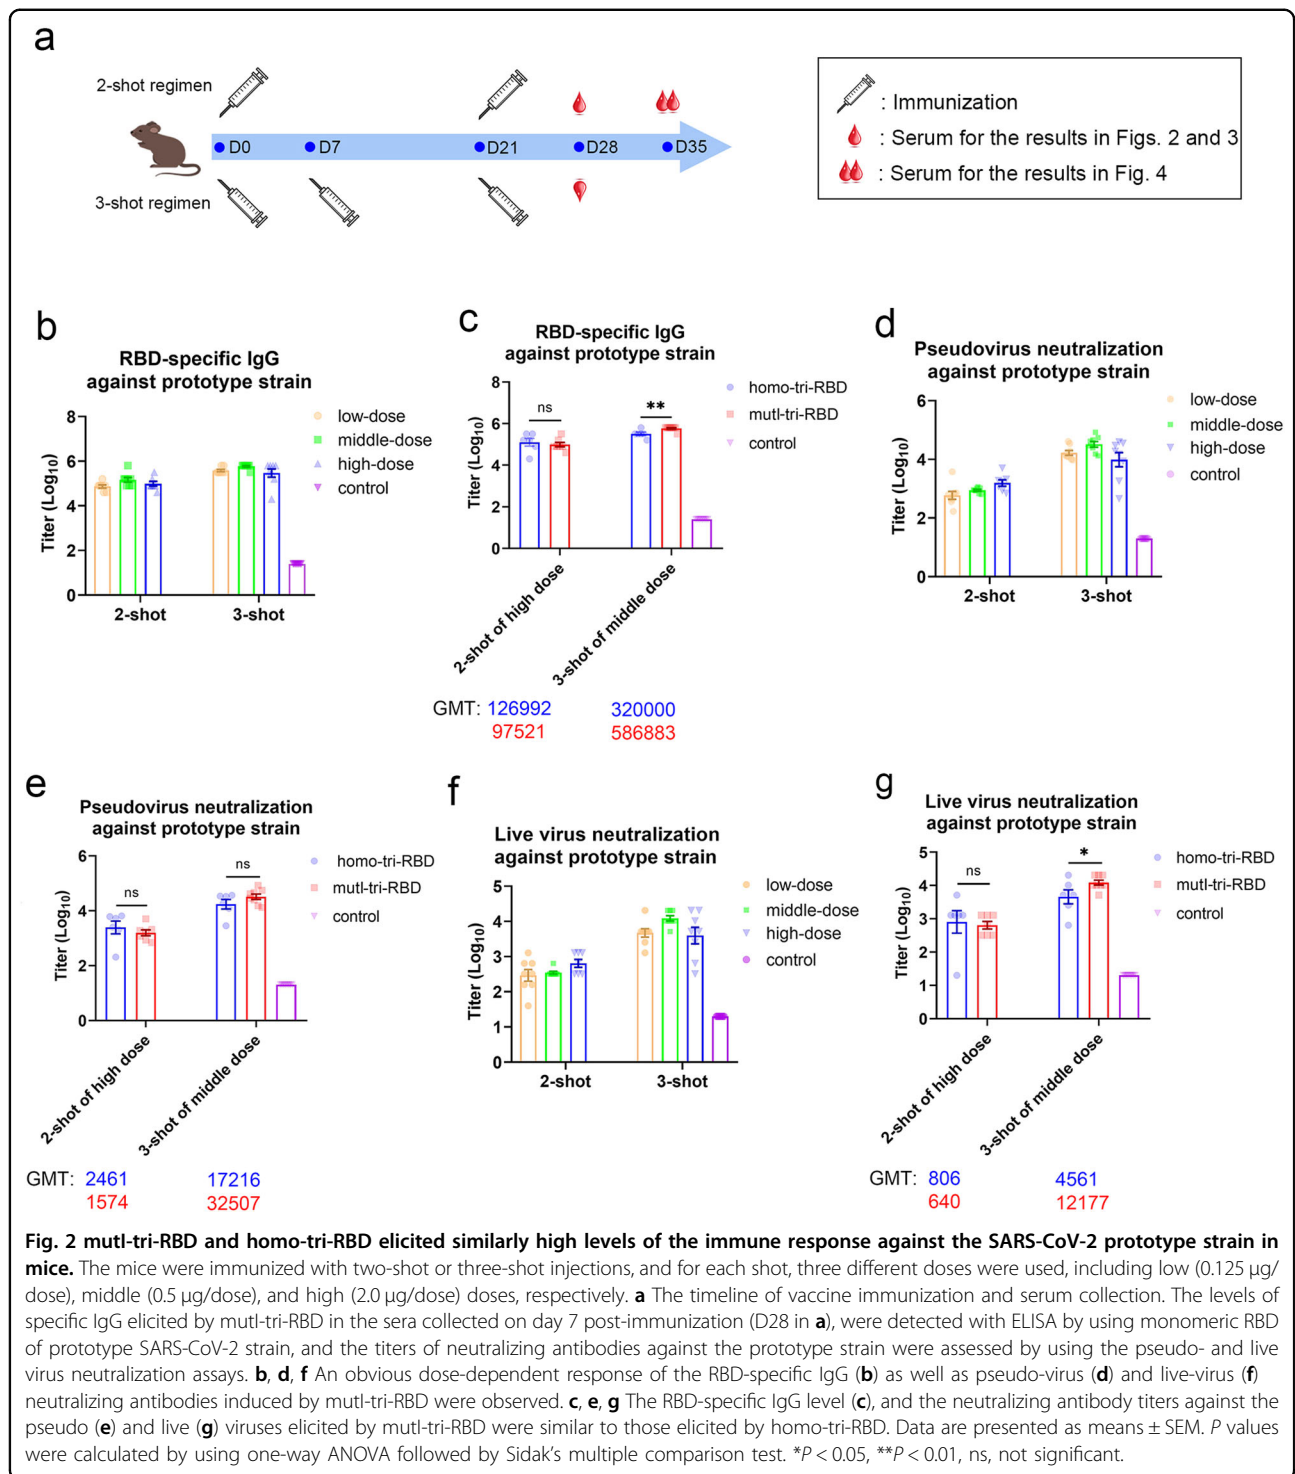 a
2-shot regimen
D0
D7
D21
D28
D35
3-shot regimen
: Immunization
: Serum for the results in Figs. 2 and 3
: Serum for the results in Fig. 4
b
RBD-specific IgG
against prototype strain
Titer (Log10)
8
6
4
2
0
2-shot
3-shot
low-dose
middle-dose
high-dose
control
c
RBD-specific IgG
against prototype strain
Titer (Log10)
8
6
4
2
0
ns
**
2-shot of high dose
3-shot of middle dose
homo-tri-RBD
mutl-tri-RBD
control
GMT: 126992 320000
97521 586883
d
Pseudovirus neutralization
against prototype strain
Titer (Log10)
6
4
2
0
2-shot
3-shot
low-dose
middle-dose
high-dose
control
e
Pseudovirus neutralization
against prototype strain
Titer (Log10)
6
4
2
0
ns
ns
2-shot of high dose
3-shot of middle dose
homo-tri-RBD
mutl-tri-RBD
control
GMT: 2461 17216
1574 32507
f
Live virus neutralization
against prototype strain
Titer (Log10)
5
4
3
2
1
0
2-shot
3-shot
low-dose
middle-dose
high-dose
control
g
Live virus neutralization
against prototype strain
Titer (Log10)
5
4
3
2
1
0
ns
*
2-shot of high dose
3-shot of middle dose
homo-tri-RBD
mutl-tri-RBD
control
GMT: 806 4561
640 12177
Fig. 2 mutl-tri-RBD and homo-tri-RBD elicited similarly high levels of the immune response against the SARS-CoV-2 prototype strain in
mice. The mice were immunized with two-shot or three-shot injections, and for each shot, three different doses were used, including low (0.125 μg/
dose), middle (0.5 μg/dose), and high (2.0 μg/dose) doses, respectively. a The timeline of vaccine immunization and serum collection. The levels of
specific IgG elicited by mutl-tri-RBD in the sera collected on day 7 post-immunization (D28 in a), were detected with ELISA by using monomeric RBD
of prototype SARS-CoV-2 strain, and the titers of neutralizing antibodies against the prototype strain were assessed by using the pseudo- and live
virus neutralization assays. b, d, f An obvious dose-dependent response of the RBD-specific IgG (b) as well as pseudo-virus (d) and live-virus (f)
neutralizing antibodies induced by mutl-tri-RBD were observed. c, e, g The RBD-specific IgG level (c), and the neutralizing antibody titers against the
pseudo (e) and live (g) viruses elicited by mutl-tri-RBD were similar to those elicited by homo-tri-RBD. Data are presented as means ± SEM. P values
were calculated by using one-way ANOVA followed by Sidak's multiple comparison test. *P < 0.05, **P < 0.01, ns, not significant.